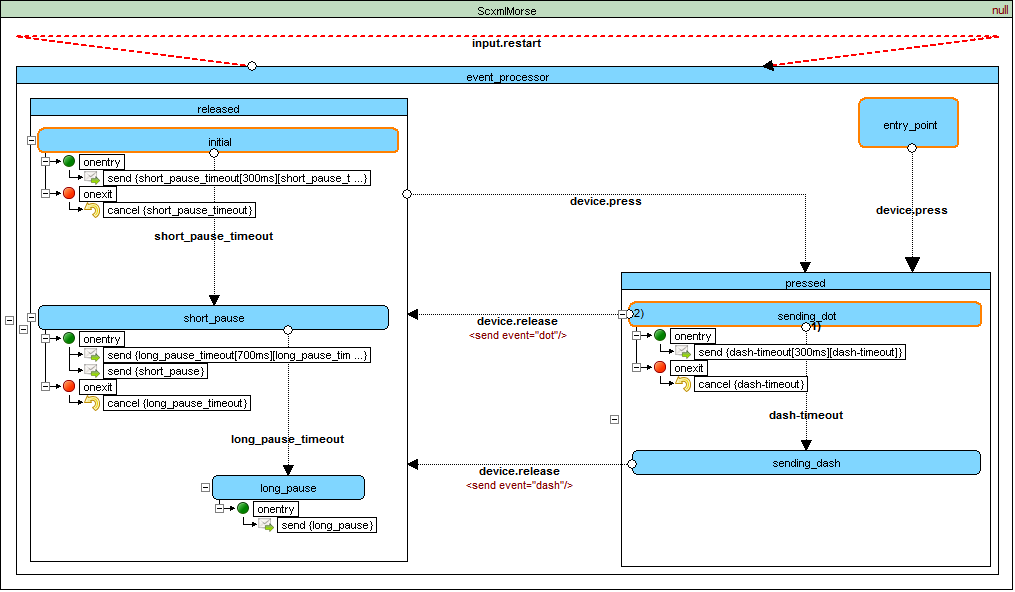 ScxmlMorse
null
input.restart
event_processor
released
initial
onentry
send {short_pause_timeout[300ms][short_pause_t ...}
onexit
cancel {short_pause_timeout}
short_pause_timeout
short_pause
onentry
send {long_pause_timeout[700ms][long_pause_tim ...}
send {short_pause}
onexit
cancel {long_pause_timeout}
long_pause_timeout
long_pause
onentry
send {long_pause}
device.press
entry_point
device.press
pressed
2)
sending_dot
1)
onentry
send {dash-timeout[300ms][dash-timeout]}
onexit
cancel {dash-timeout}
dash-timeout
sending_dash
device.release
<send event="dot"/>
device.release
<send event="dash"/>